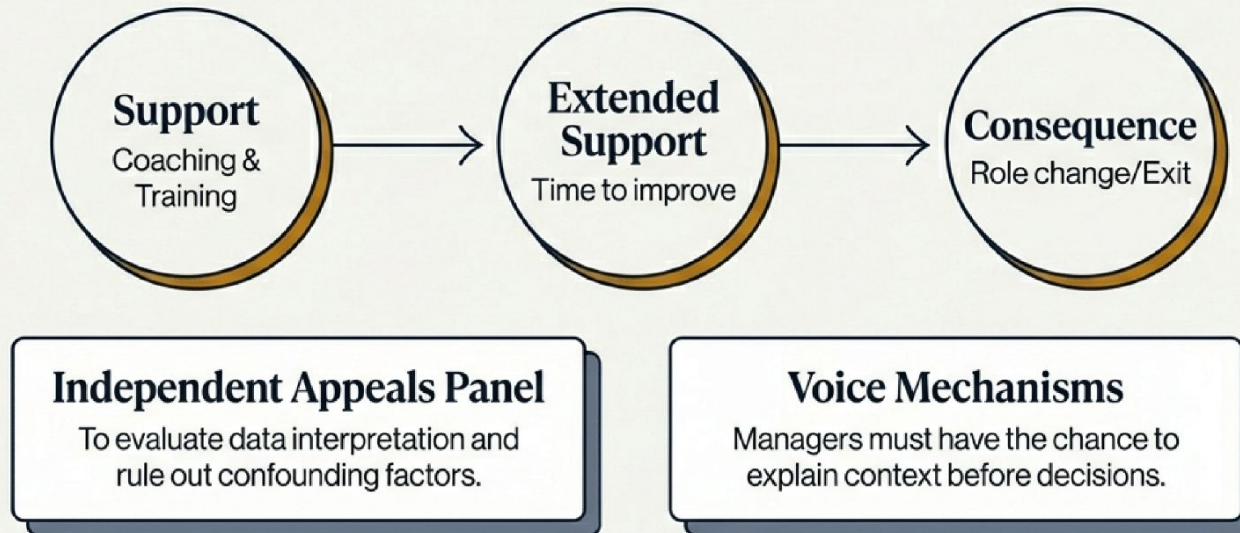 Support
Coaching &
Training
Extended
Support
Time to improve
Consequence
Role change/Exit
Independent Appeals Panel
To evaluate data interpretation and
rule out confounding factors.
Voice Mechanisms
Managers must have the chance to
explain context before decisions.